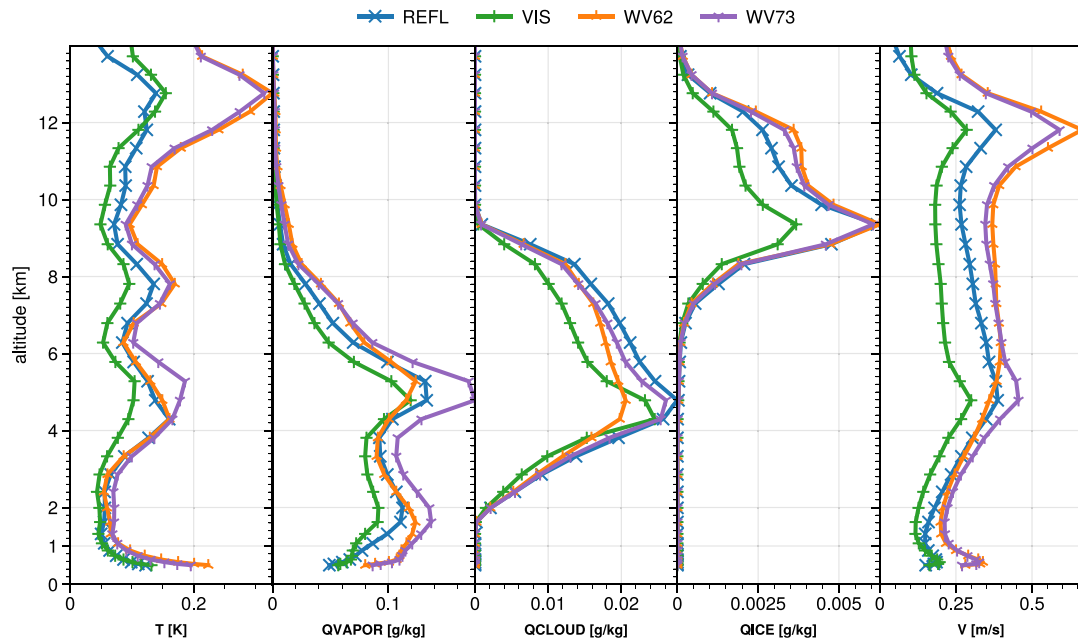 REFL VIS WV62 WV73
altitude [km]
12
10
8
6
4
2
1
0
0 0.2 0 0.1 0 0.01 0.02 0 0.0025 0.005 0 0.25 0.5
T [K] QVAPOR [g/kg] QCLOUD [g/kg] QICE [g/kg] V [m/s]